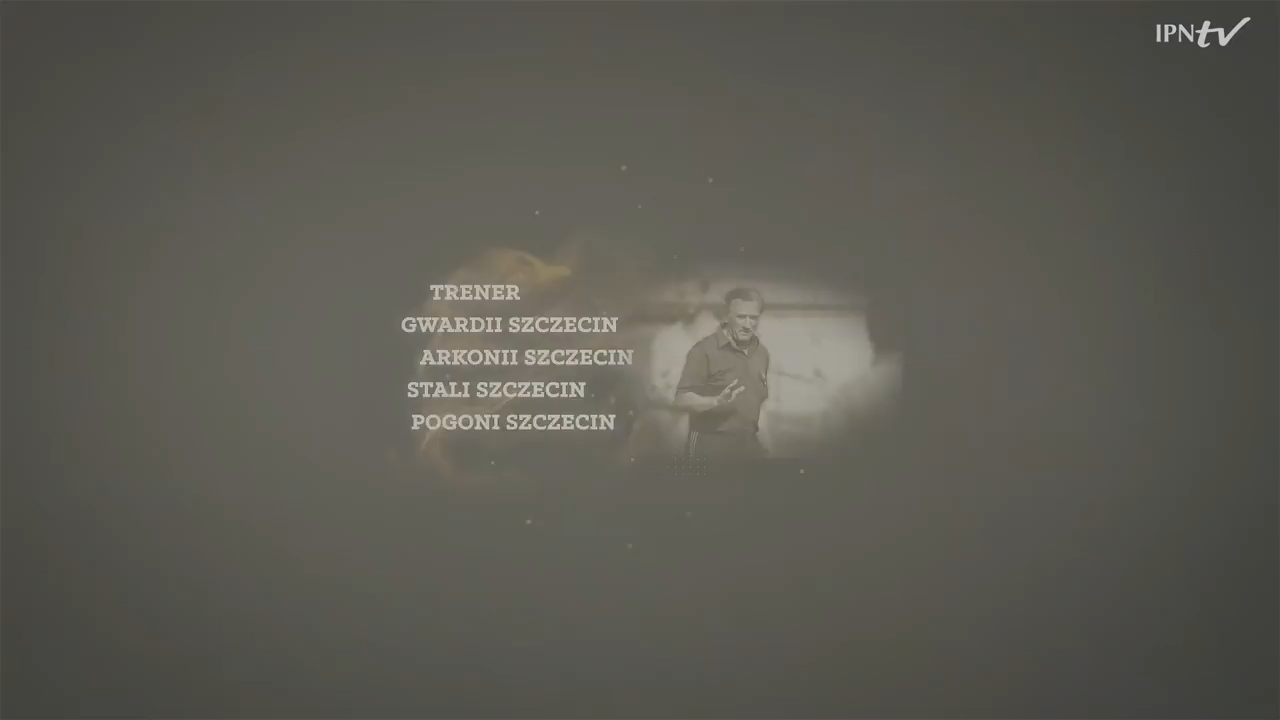 IPNtv
TRENER
GWARDII SZCZECIN
ARKONII SZCZECIN
STALI SZCZECIN
POGONI SZCZECIN